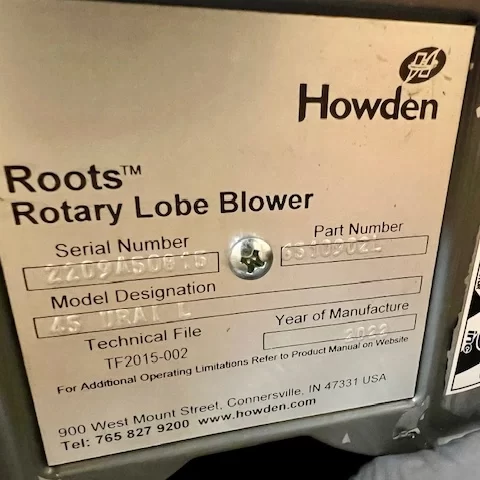 Howden
Roots™
Rotary Lobe Blower
Serial Number
Part Number
Model Designation
45 URAI L
Technical File
Year of Manufacture
TF2015-002
2022
For Additional Operating Limitations Refer to Product Manual on Website
900 West Mount Street, Connersville, IN 47331 USA
Tel: 765 827 9200 www.howden.com